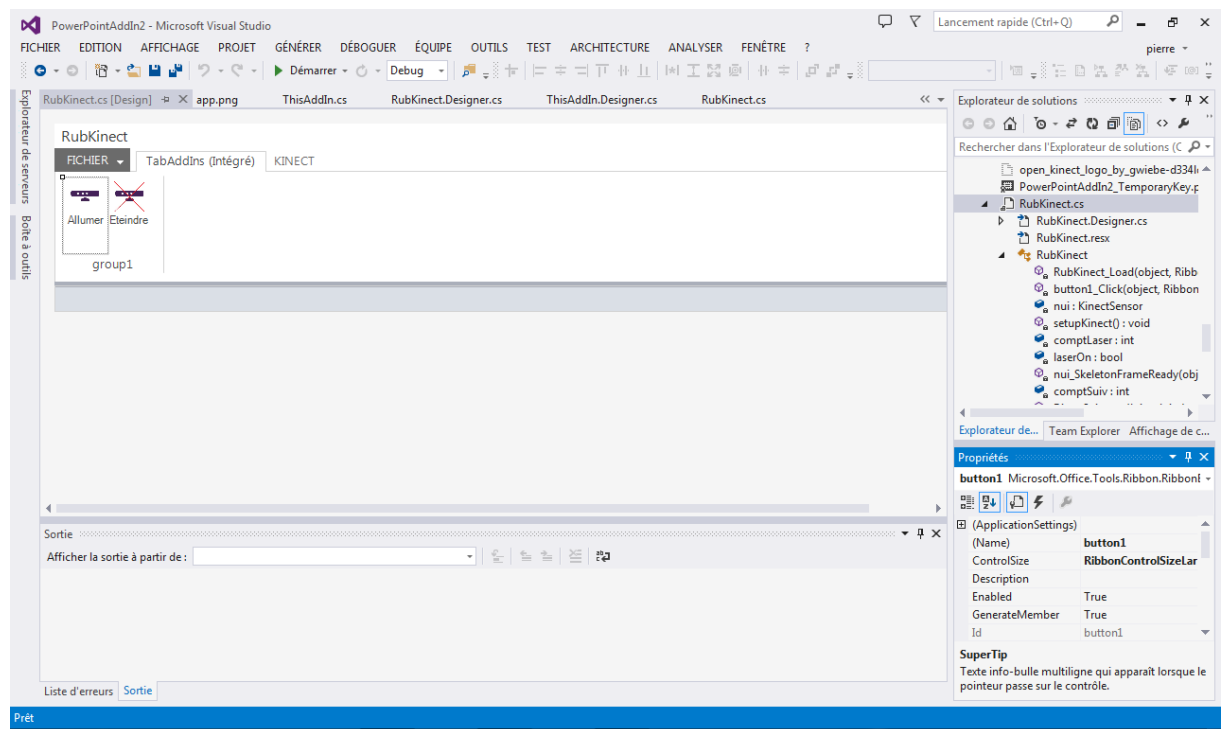 PowerPointAddIn2 - Microsoft Visual Studio
Lancement rapide (Ctrl+Q)
FICHIER EDITION AFFICHAGE PROJET GÉNÉRER DÉBOGUER ÉQUIPE OUTILS TEST ARCHITECTURE ANALYSER FENÊTRE ?
pierre
Démarrer
Debug
Explorateur de serveurs
Boîte à outils
RubKinect.cs [Design]
app.png
ThisAddIn.cs
RubKinect.Designer.cs
ThisAddIn.Designer.cs
RubKinect.cs
RubKinect
FICHIER
TabAddIns (Intégré)
KINECT
Allumer
Eteindre
group1
Sortie
Afficher la sortie à partir de :
Liste d'erreurs
Sortie
Explorateur de solutions
Rechercher dans l'Explorateur de solutions (C
open_kinect_logo_by_gwiebe-d334l
PowerPointAddIn2_TemporaryKey.p
RubKinect.cs
RubKinect.Designer.cs
RubKinect.resx
RubKinect
RubKinect_Load(object, Ribb
button1_Click(object, Ribbon
nui : KinectSensor
setupKinect() : void
comptLaser : int
laserOn : bool
nui_SkeletonFrameReady(obj
comptSuiv : int
Explorateur de...
Team Explorer
Affichage de c...
Propriétés
button1 Microsoft.Office.Tools.Ribbon.RibbonB
(ApplicationSettings)
(Name) button1
ControlSize RibbonControlSizeLar
Description
Enabled True
GenerateMember True
Id button1
SuperTip
Texte info-bulle multiligne qui apparaît lorsque le
pointeur passe sur le contrôle.
Prêt